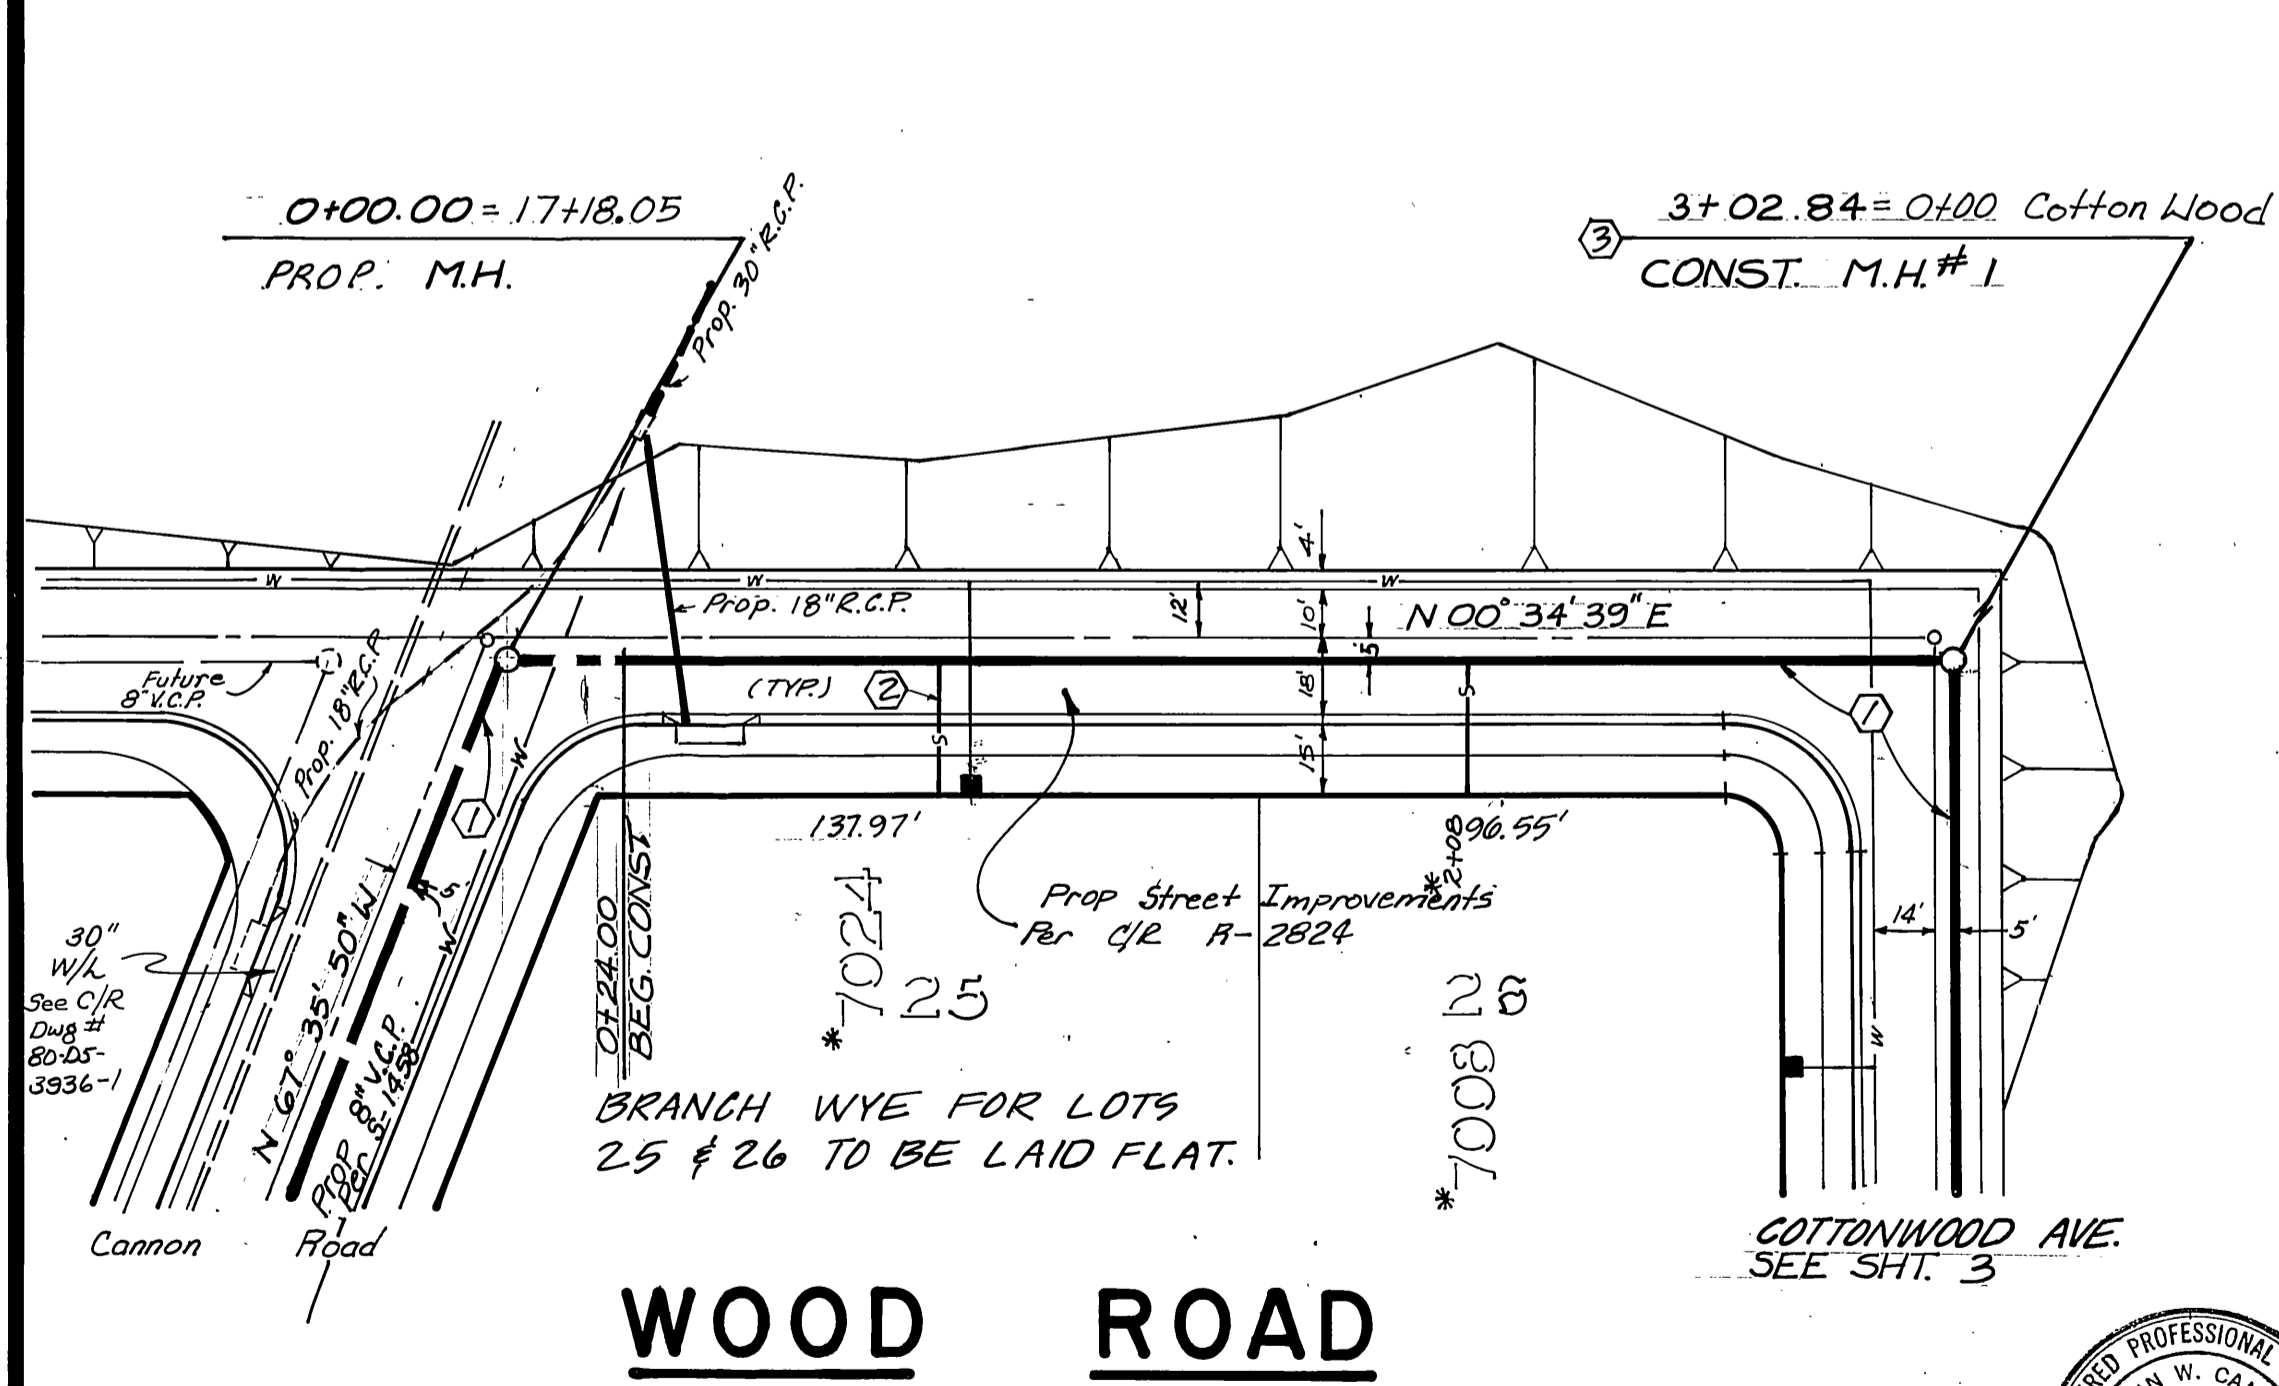 0+00.00 = 17+18.05
PROP. M.H.
Prop. 30" R.C.P.
3+02.84 = 0+00 Cotton Wood
3
CONST. M.H. # 1
4'
W
W
W
Prop. 18" R.C.P.
12'
10'
N 00° 34' 39" E
5'
Future
8" V.C.P.
Prop. 18" R.C.P.
(TYP.)
2
18'
S
S
1
W
15'
1
137.97'
96.55'
2+08
*
Prop Street Improvements
Per C/R R-2824
14'
5'
5'
W
30"
W/L
See C/R
Dwg #
80-D5-
3936-1
N 67° 35' 50" W
Prop 8" V.C.P.
Per S-1458
0+24.00
BEG. CONST
*7024
25
*7008
26
W
BRANCH WYE FOR LOTS
25 & 26 TO BE LAID FLAT.
Cannon Road
COTTONWOOD AVE.
SEE SHT. 3
WOOD ROAD
PROFESSIONAL
W.